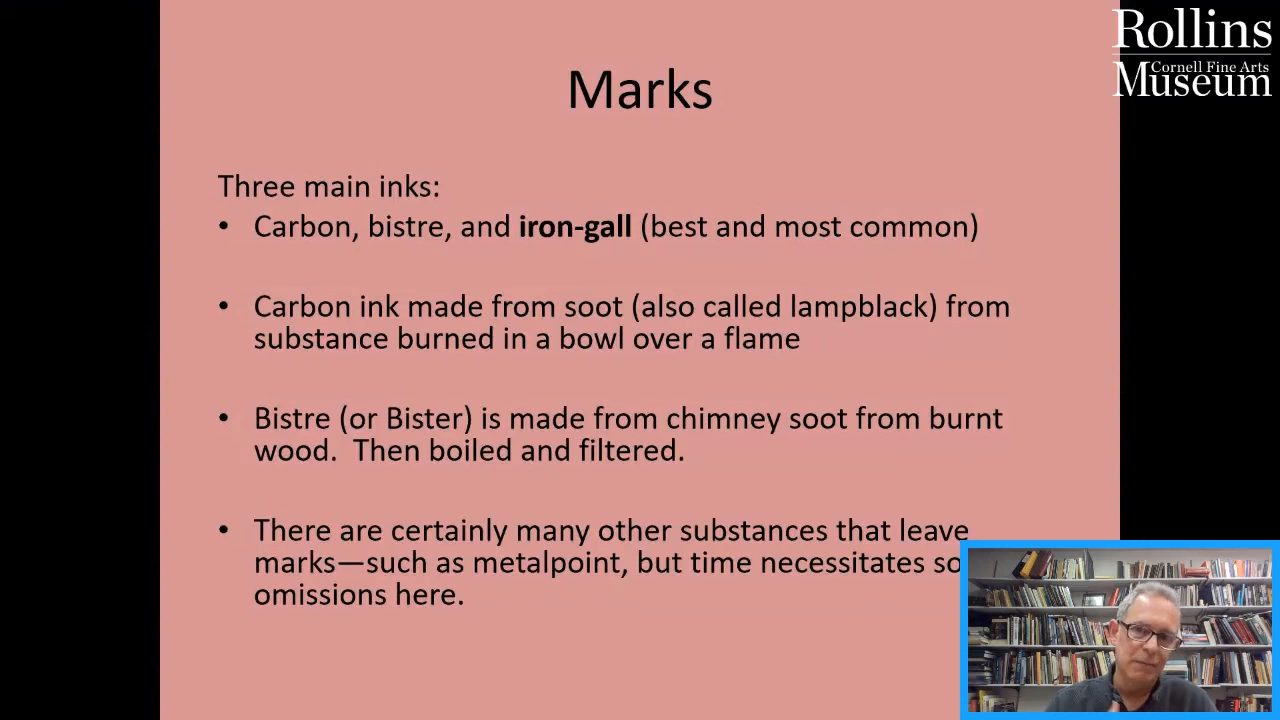 Rollins
Cornell Fine Arts
Museum
Marks
Three main inks:
• Carbon, bistre, and iron-gall (best and most common)
• Carbon ink made from soot (also called lampblack) from
substance burned in a bowl over a flame
• Bistre (or Bister) is made from chimney soot from burnt
wood. Then boiled and filtered.
• There are certainly many other substances that leave
marks—such as metalpoint, but time necessitates
omissions here.